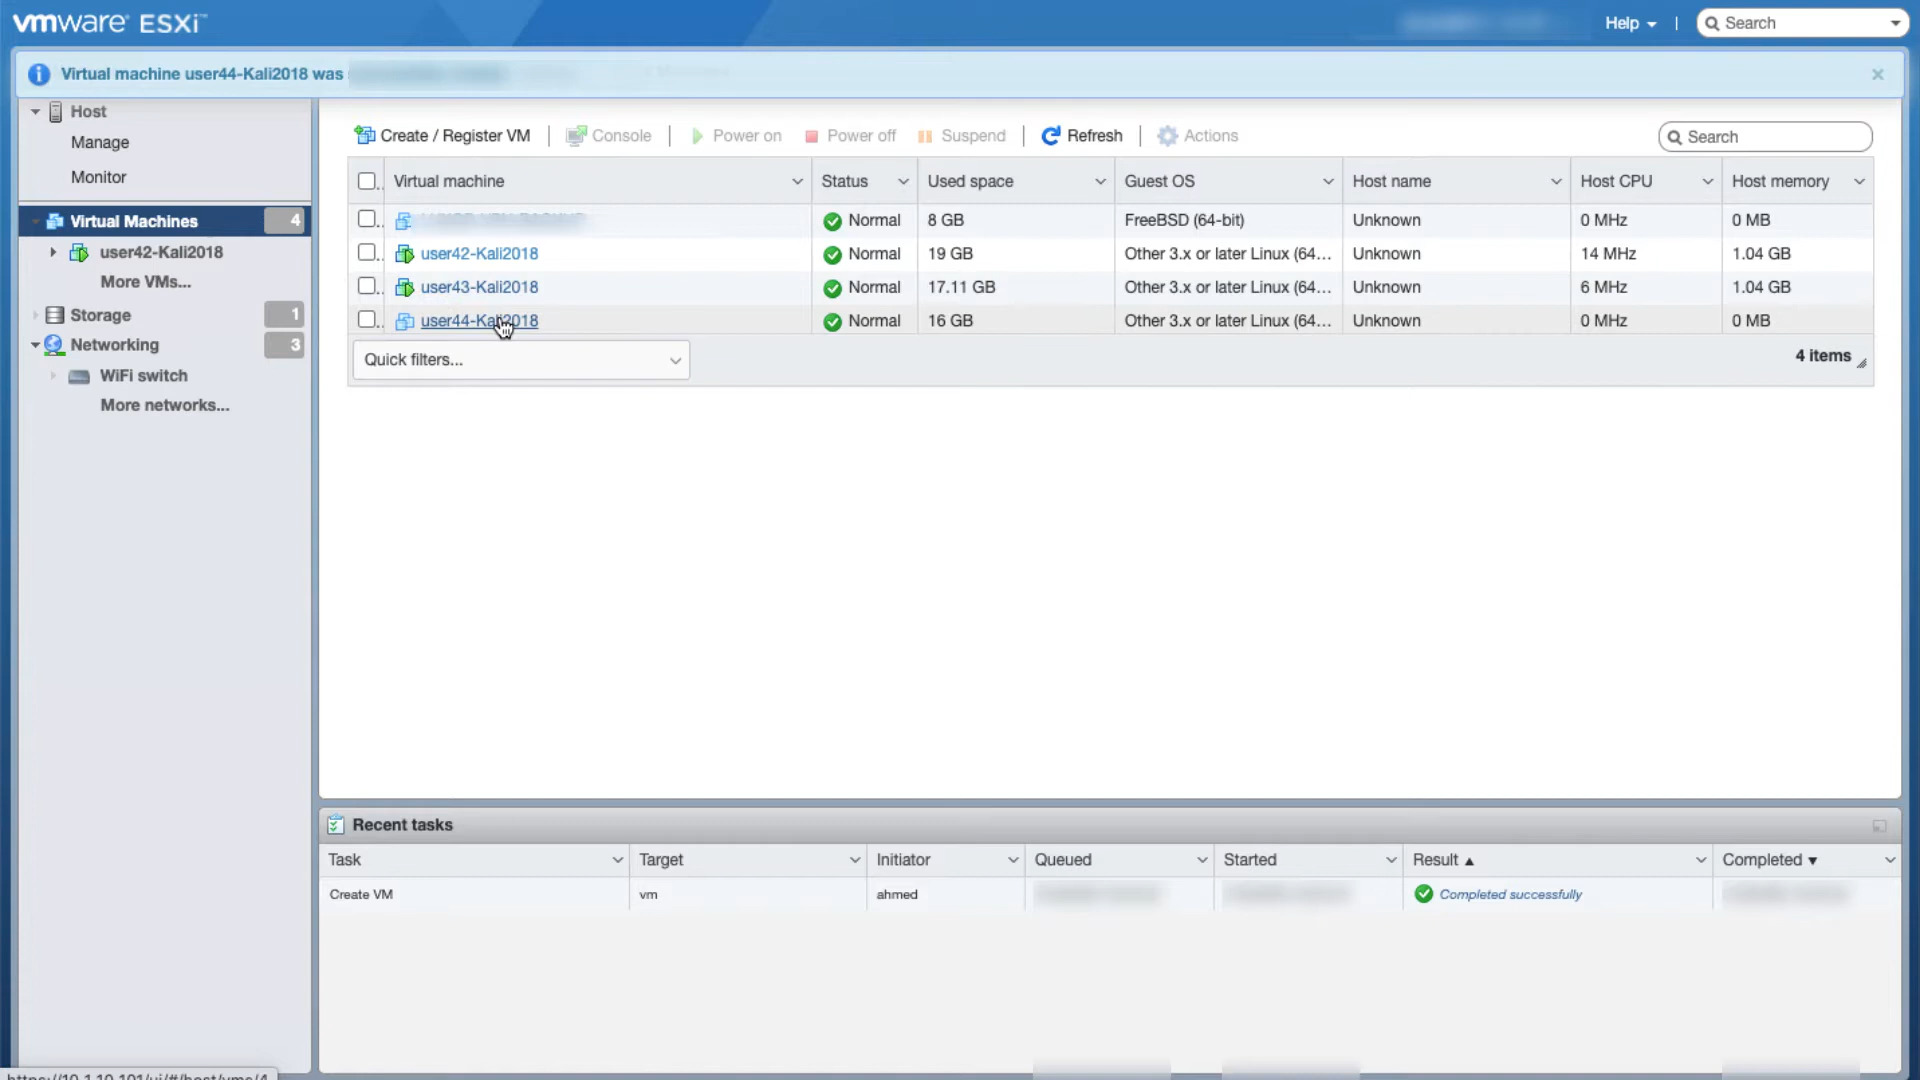 vmware ESXi™
Help
Search
Virtual machine user44-Kali2018 was
Host
Manage
Monitor
Virtual Machines 4
user42-Kali2018
More VMs...
Storage 1
Networking 3
WiFi switch
More networks...
Create / Register VM Console Power on Power off Suspend Refresh Actions Search
Virtual machine Status Used space Guest OS Host name Host CPU Host memory
Normal 8 GB FreeBSD (64-bit) Unknown 0 MHz 0 MB
user42-Kali2018 Normal 19 GB Other 3.x or later Linux (64... Unknown 14 MHz 1.04 GB
user43-Kali2018 Normal 17.11 GB Other 3.x or later Linux (64... Unknown 6 MHz 1.04 GB
user44-Kali2018 Normal 16 GB Other 3.x or later Linux (64... Unknown 0 MHz 0 MB
Quick filters...
4 items
Recent tasks
Task Target Initiator Queued Started Result Completed
Create VM vm ahmed Completed successfully